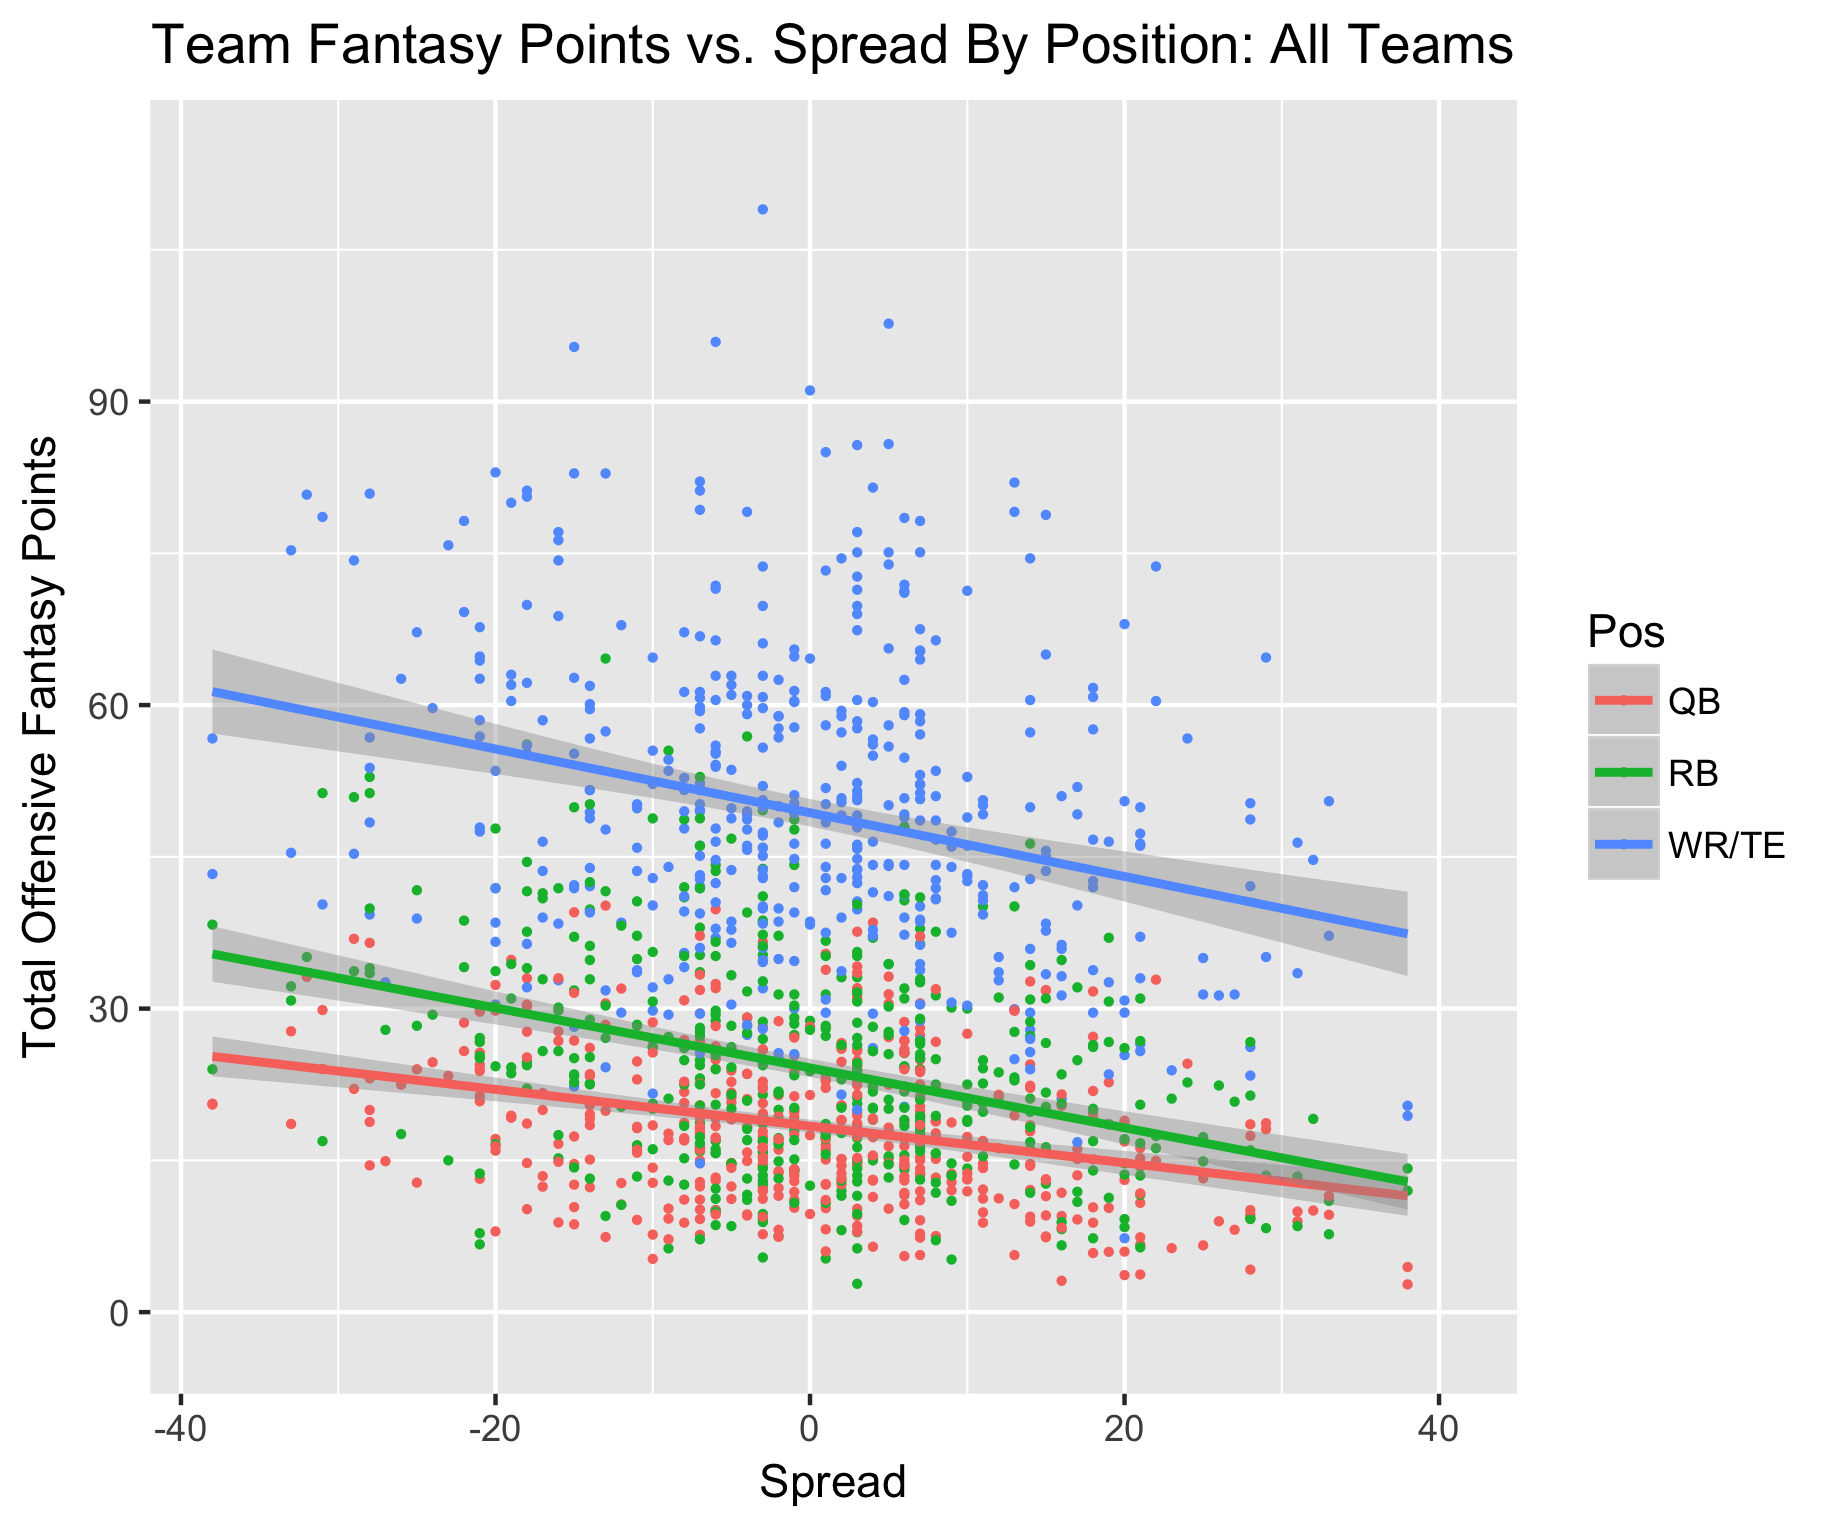 Team Fantasy Points vs. Spread By Position: All Teams
Total Offensive Fantasy Points
90
60
30
0
-40
-20
0
20
40
Spread
Pos
QB
RB
WR/TE